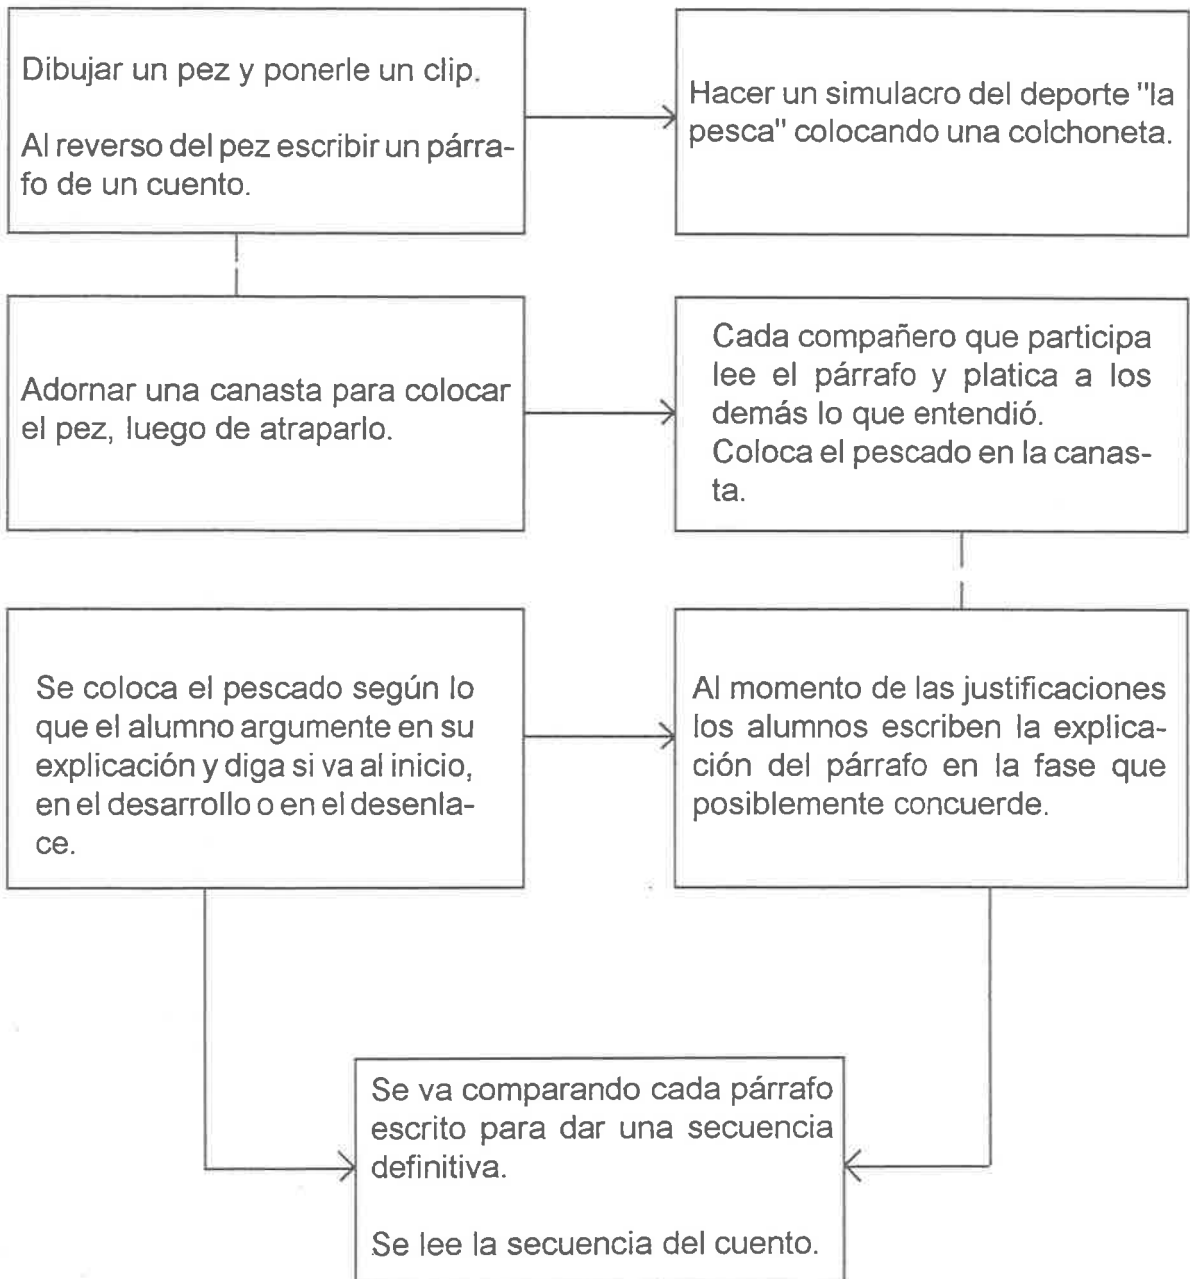 Dibujar un pez y ponerle un clip.
Al reverso del pez escribir un párra-
fo de un cuento.
Hacer un simulacro del deporte "la
pesca" colocando una colchoneta.
Adornar una canasta para colocar
el pez, luego de atraparlo.
Cada compañero que participa
lee el párrafo y platica a los
demás lo que entendió.
Coloca el pescado en la canas-
ta.
Se coloca el pescado según lo
que el alumno argumente en su
explicación y diga si va al inicio,
en el desarrollo o en el desenla-
ce.
Al momento de las justificaciones
los alumnos escriben la explica-
ción del párrafo en la fase que
posiblemente concuerde.
Se va comparando cada párrafo
escrito para dar una secuencia
definitiva.
Se lee la secuencia del cuento.